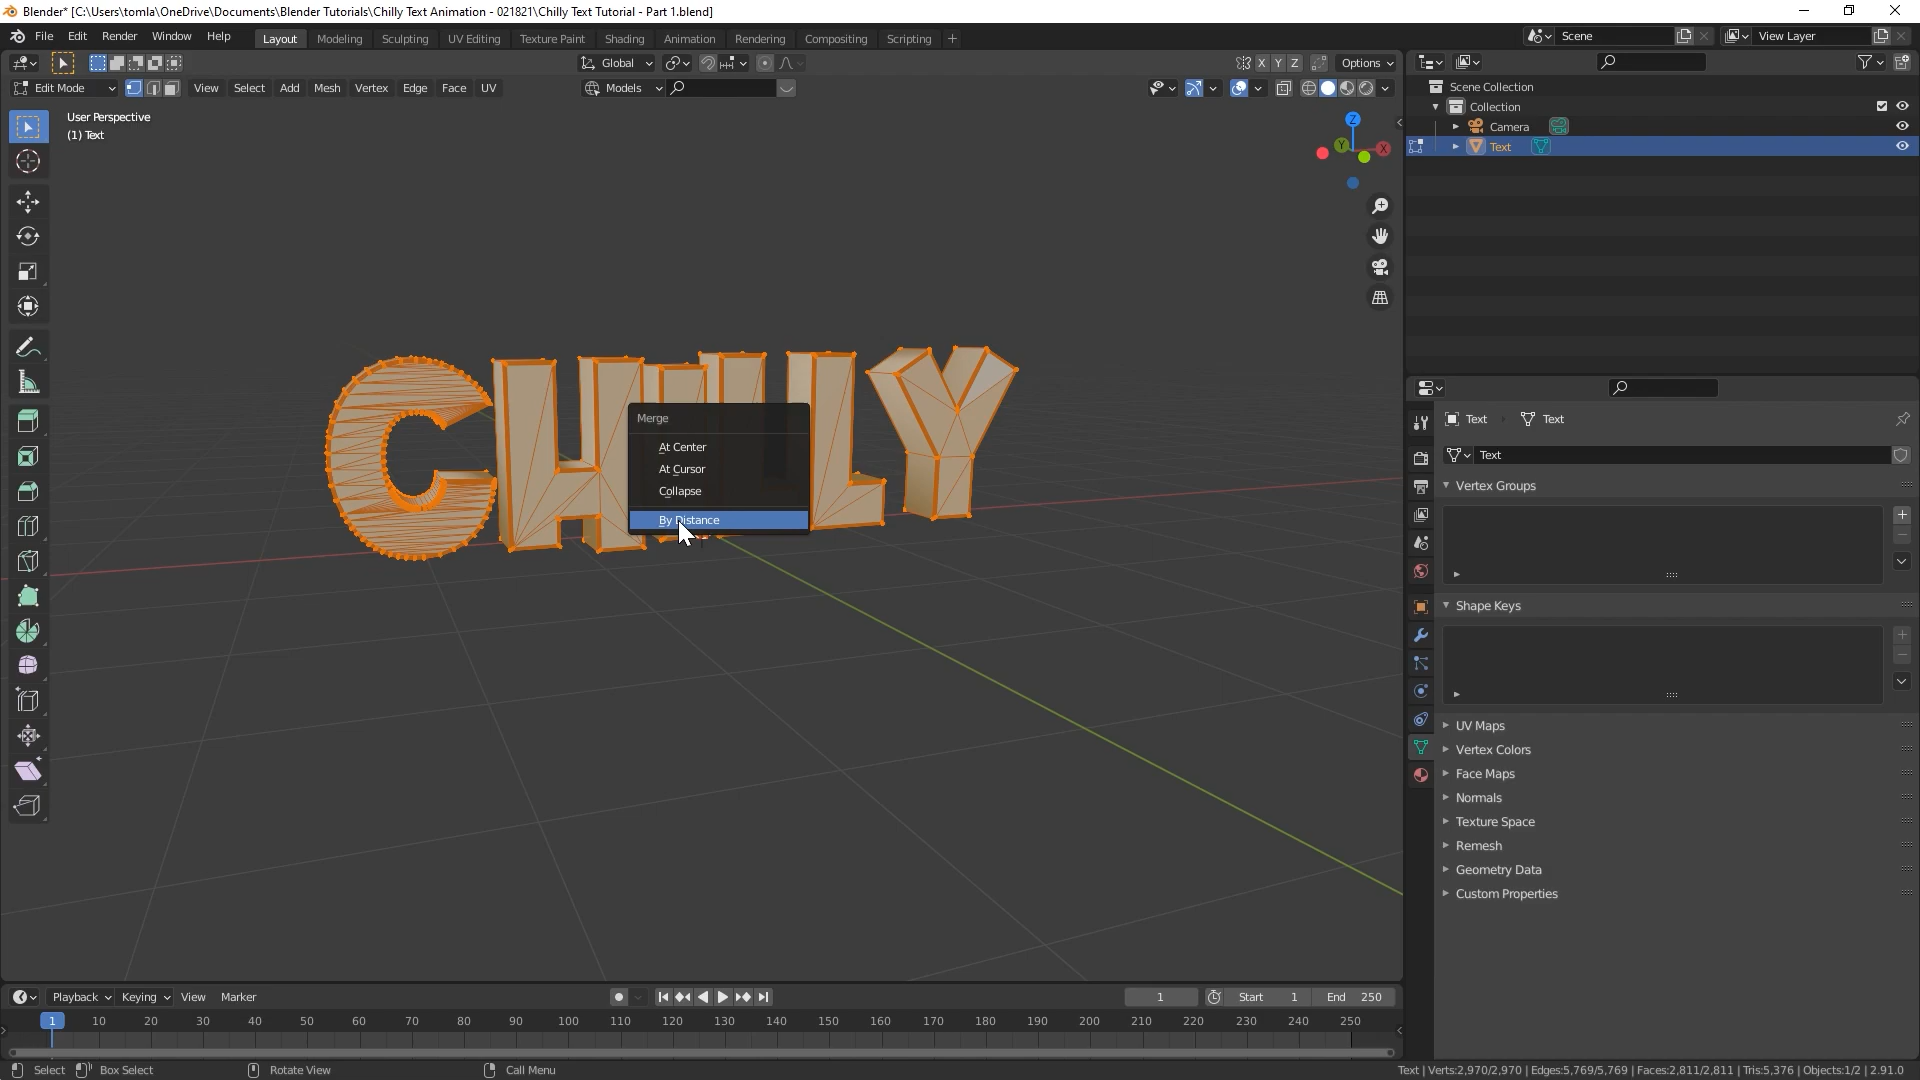 Blender* [C:\Users\tomla\OneDrive\Documents\Blender Tutorials\Chilly Text Animation - 021821\Chilly Text Tutorial - Part 1.blend]
File Edit Render Window Help Layout Modeling Sculpting UV Editing Texture Paint Shading Animation Rendering Compositing Scripting + Scene View Layer
Global X Y Z Options
Edit Mode View Select Add Mesh Vertex Edge Face UV Models
Scene Collection
Collection
Camera
Text
User Perspective
(1) Text
Z
Y X
CHILLY
Merge
At Center
At Cursor
Collapse
By Distance
Text Text
Text
Vertex Groups
Shape Keys
UV Maps
Vertex Colors
Face Maps
Normals
Texture Space
Remesh
Geometry Data
Custom Properties
Playback Keying View Marker 1 Start 1 End 250
1 10 20 30 40 50 60 70 80 90 100 110 120 130 140 150 160 170 180 190 200 210 220 230 240 250
Select Box Select Rotate View Call Menu Text | Verts:2,970/2,970 | Edges:5,769/5,769 | Faces:2,811/2,811 | Tris:5,376 | Objects:1/2 | 2.91.0